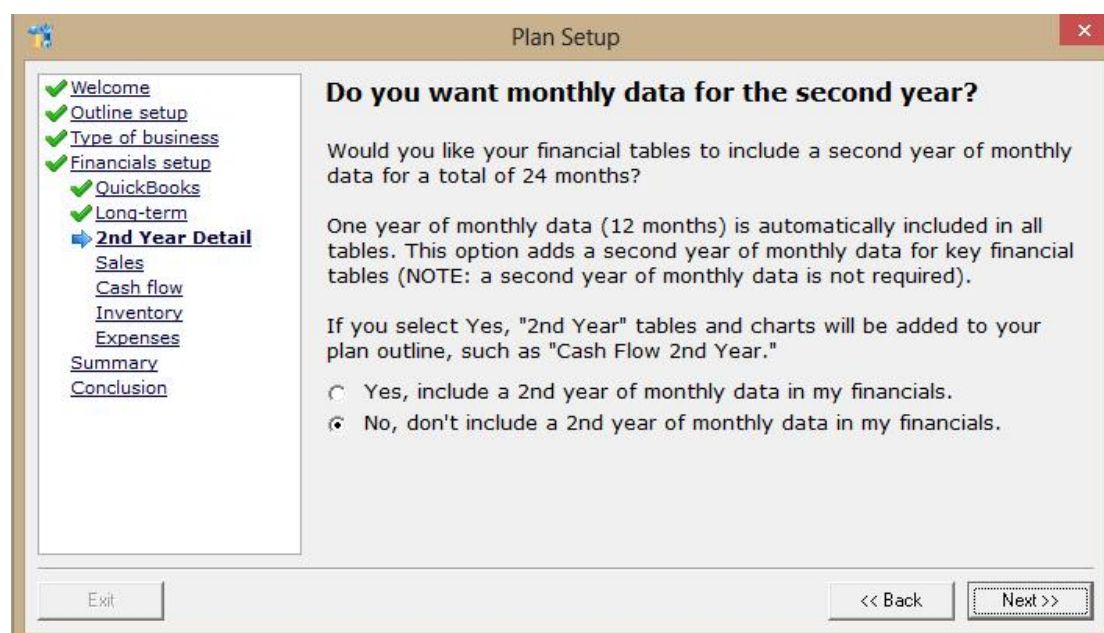 Plan Setup
Welcome
Outline setup
Type of business
Financials setup
QuickBooks
Long-term
2nd Year Detail
Sales
Cash flow
Inventory
Expenses
Summary
Conclusion
Do you want monthly data for the second year?
Would you like your financial tables to include a second year of monthly
data for a total of 24 months?
One year of monthly data (12 months) is automatically included in all
tables. This option adds a second year of monthly data for key financial
tables (NOTE: a second year of monthly data is not required).
If you select Yes, "2nd Year" tables and charts will be added to your
plan outline, such as "Cash Flow 2nd Year."
Yes, include a 2nd year of monthly data in my financials.
No, don't include a 2nd year of monthly data in my financials.
Exit
<< Back
Next >>